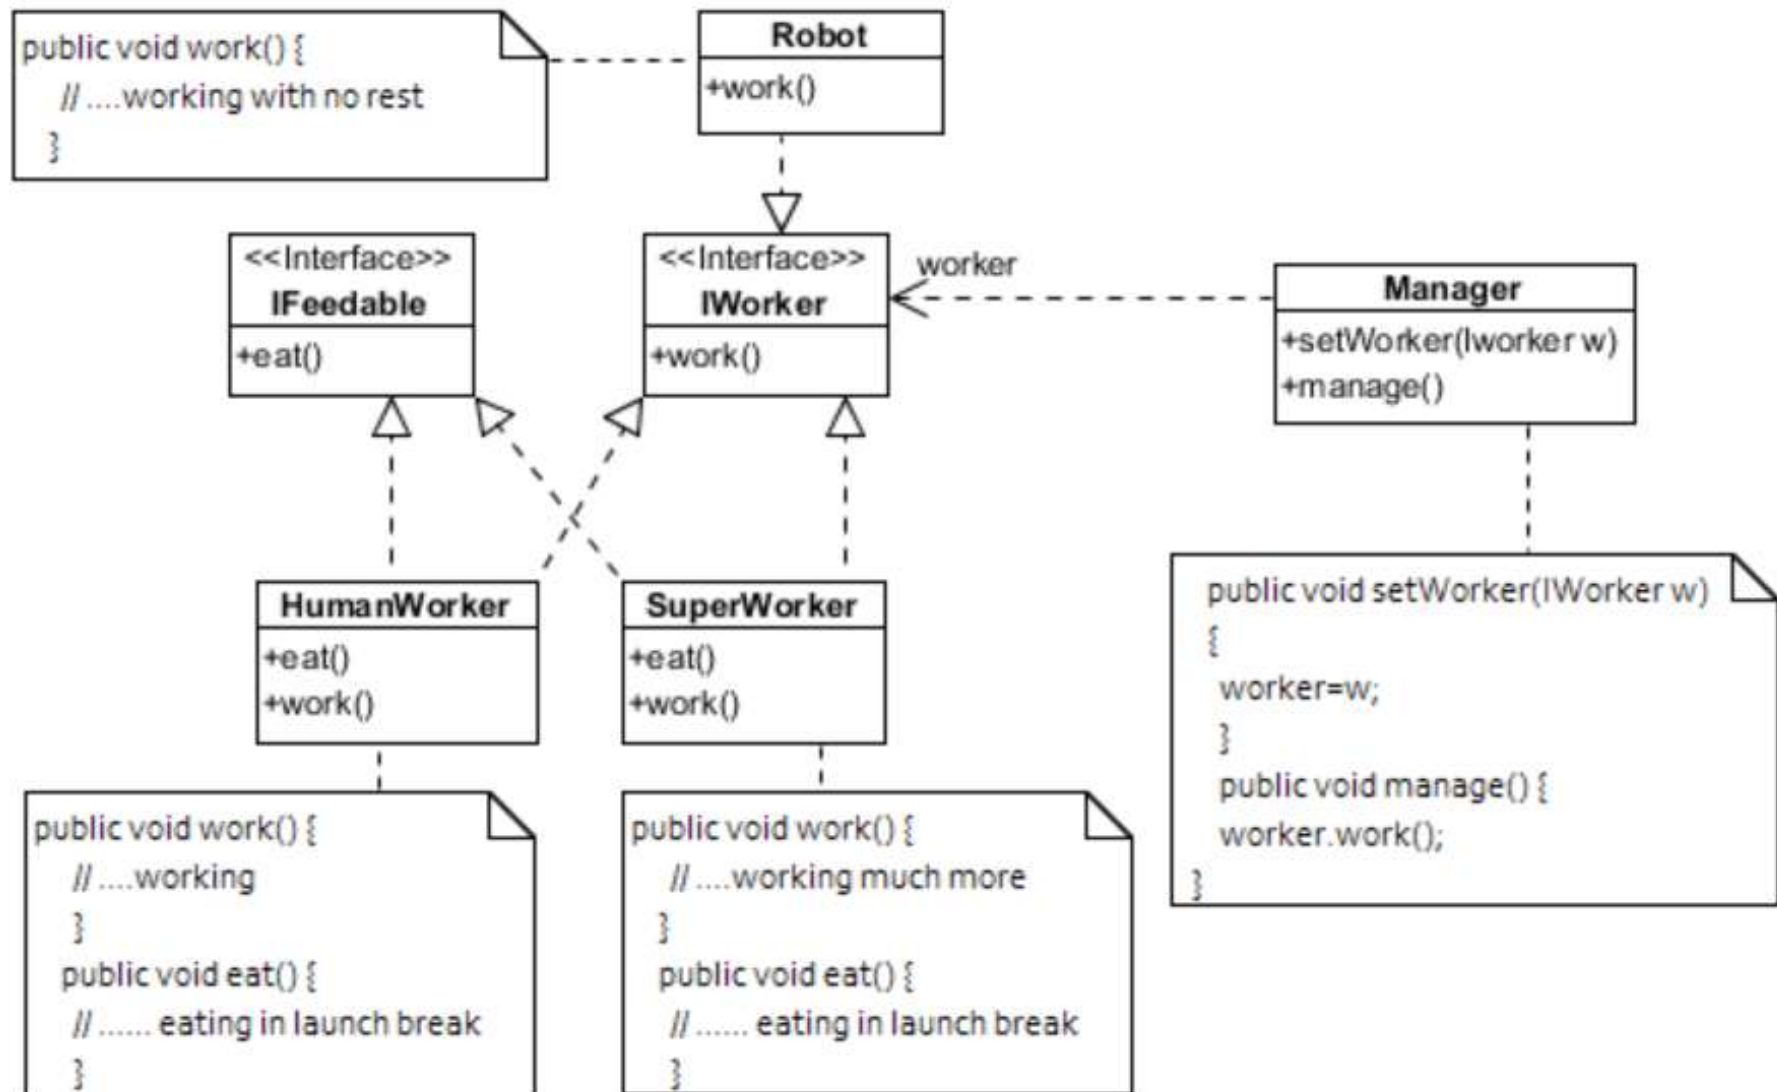 public void work() {
// ....working with no rest
}
Robot
+work()
<<Interface>>
IFeedable
+eat()
<<Interface>>
IWorker
+work()
worker
Manager
+setWorker(Iworker w)
+manage()
HumanWorker
+eat()
+work()
SuperWorker
+eat()
+work()
public void setWorker(IWorker w)
{
worker=w;
}
public void manage() {
worker.work();
}
public void work() {
// ....working
}
public void eat() {
// ...... eating in launch break
}
public void work() {
// ....working much more
}
public void eat() {
// ...... eating in launch break
}